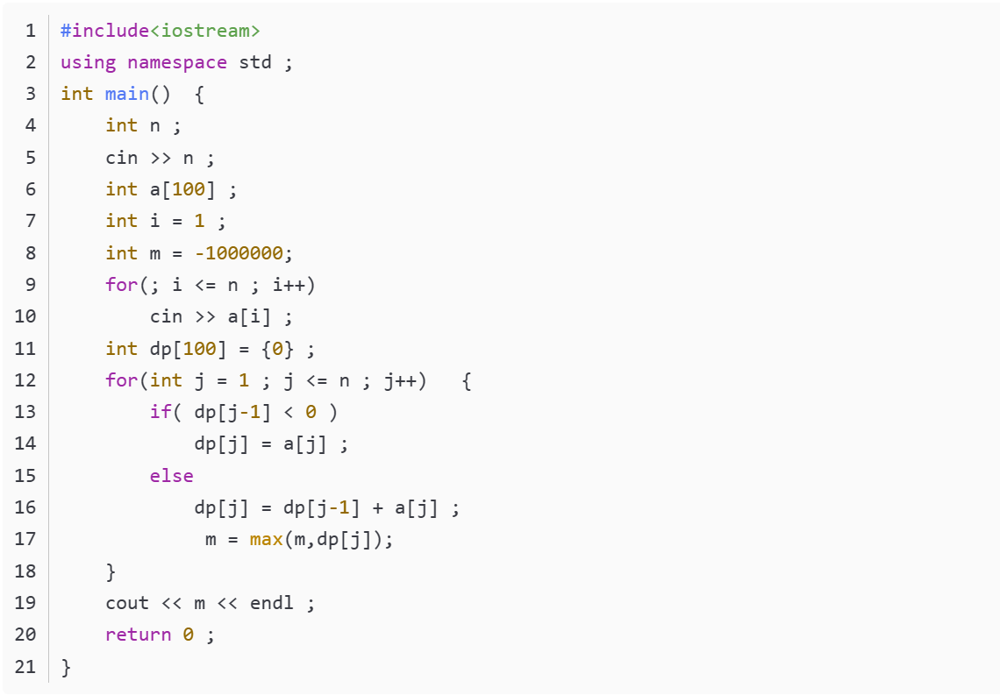 1 #include<iostream>
2 using namespace std ;
3 int main()  {
4     int n ;
5     cin >> n ;
6     int a[100] ;
7     int i = 1 ;
8     int m = -1000000;
9     for(; i <= n ; i++)
10         cin >> a[i] ;
11     int dp[100] = {0} ;
12     for(int j = 1 ; j <= n ; j++)   {
13         if( dp[j-1] < 0 )
14             dp[j] = a[j] ;
15         else
16             dp[j] = dp[j-1] + a[j] ;
17              m = max(m,dp[j]);
18     }
19     cout << m << endl ;
20     return 0 ;
21 }